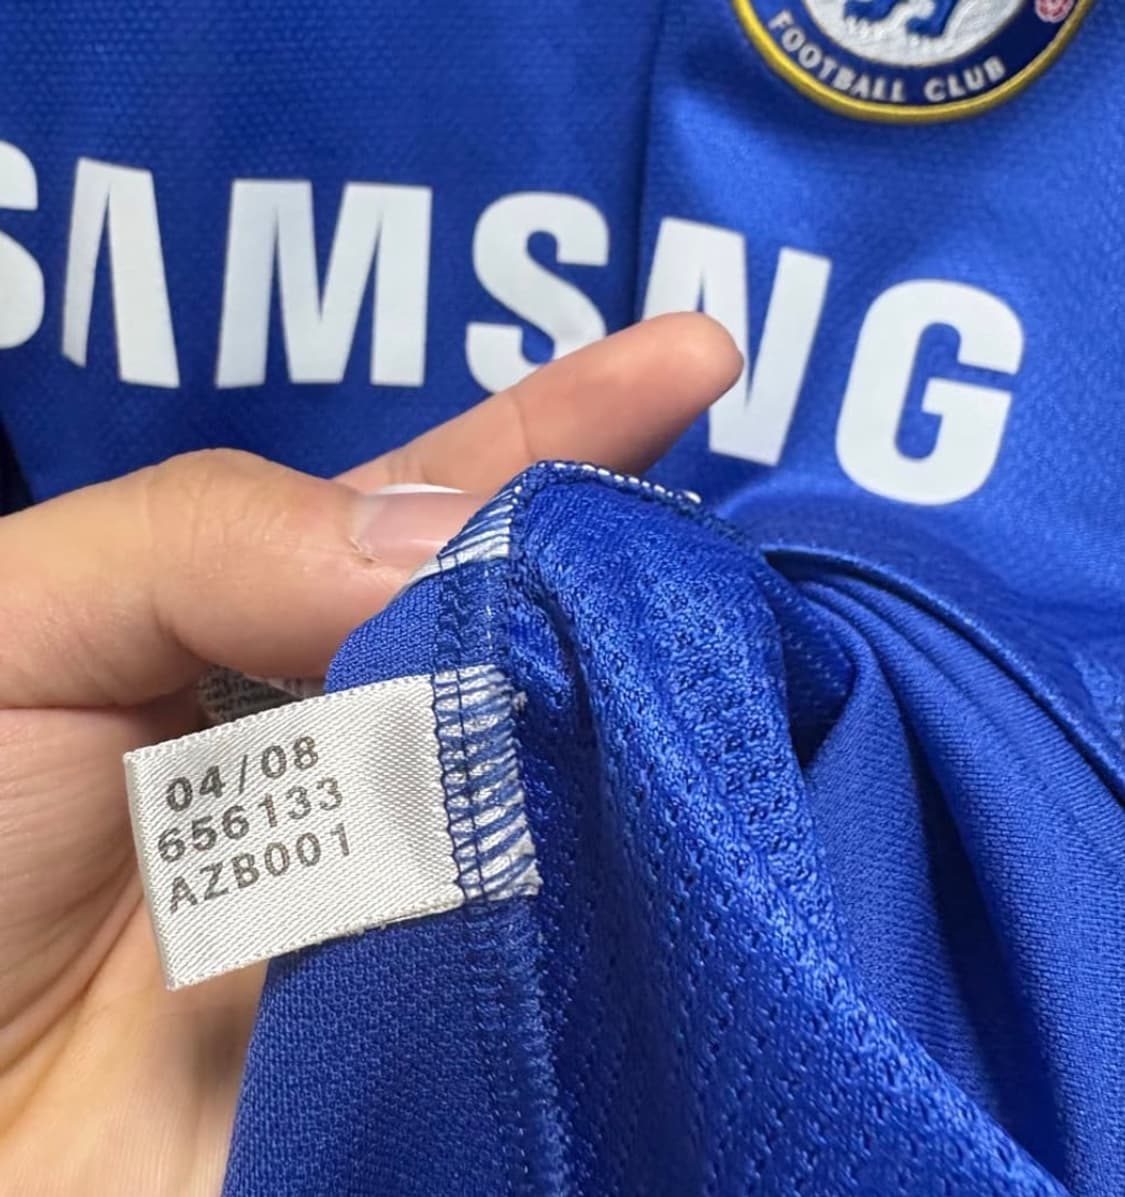 FOOTBALL CLUB
SAMSNG
04/08
656133
AZB001